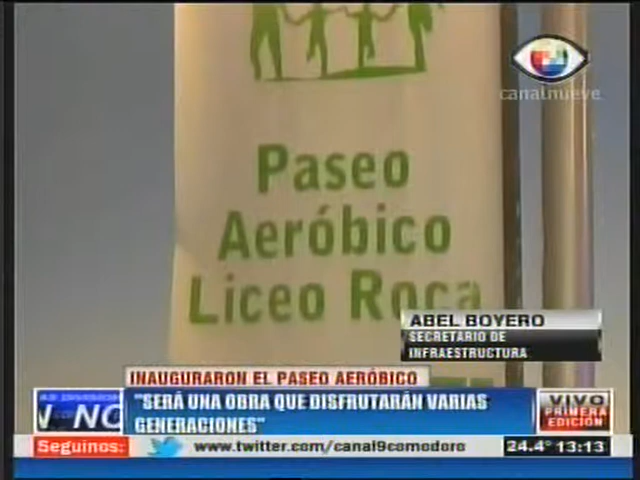 canalnueve
Paseo
Aeróbico
Liceo Roca
ABEL BOYERO
SECRETARIO DE
INFRAESTRUCTURA
INAUGURARON EL PASEO AERÓBICO
"SERÁ UNA OBRA QUE DISFRUTARÁN VARIAS
GENERACIONES"
VIVO
PRIMERA
EDICIÓN
Seguinos:
www.twitter.com/canal9comodoro
24.4° 13:13